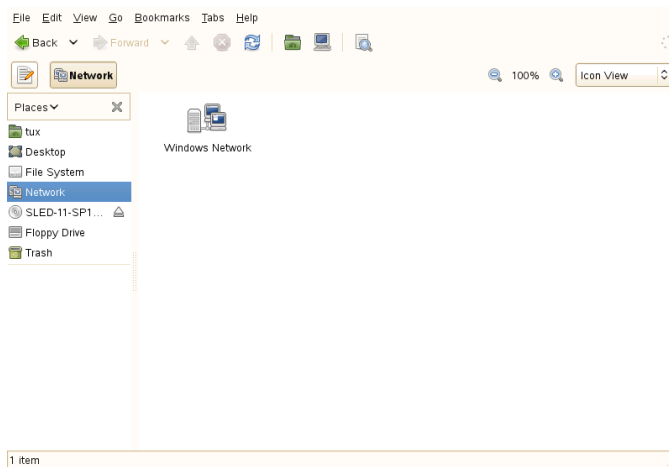 File Edit View Go Bookmarks Tabs Help
Back Forward
Network 100% Icon View
Places
tux
Desktop
File System
Network
SLED-11-SP1...
Floppy Drive
Trash
Windows Network
1 item